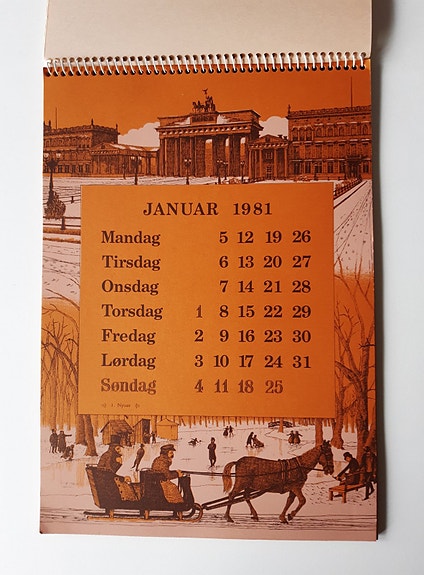 JANUAR 1981
Mandag 5 12 19 26
Tirsdag 6 13 20 27
Onsdag 7 14 21 28
Torsdag 1 8 15 22 29
Fredag 2 9 16 23 30
Lørdag 3 10 17 24 31
Søndag 4 11 18 25